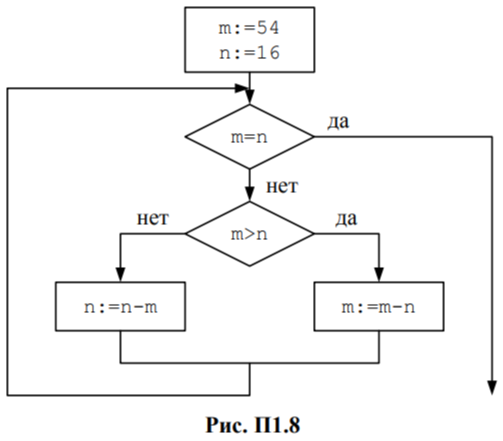 m:=54
n:=16
m=n
да
нет
нет
m>n
да
n:=n-m
m:=m-n
Рис. П1.8